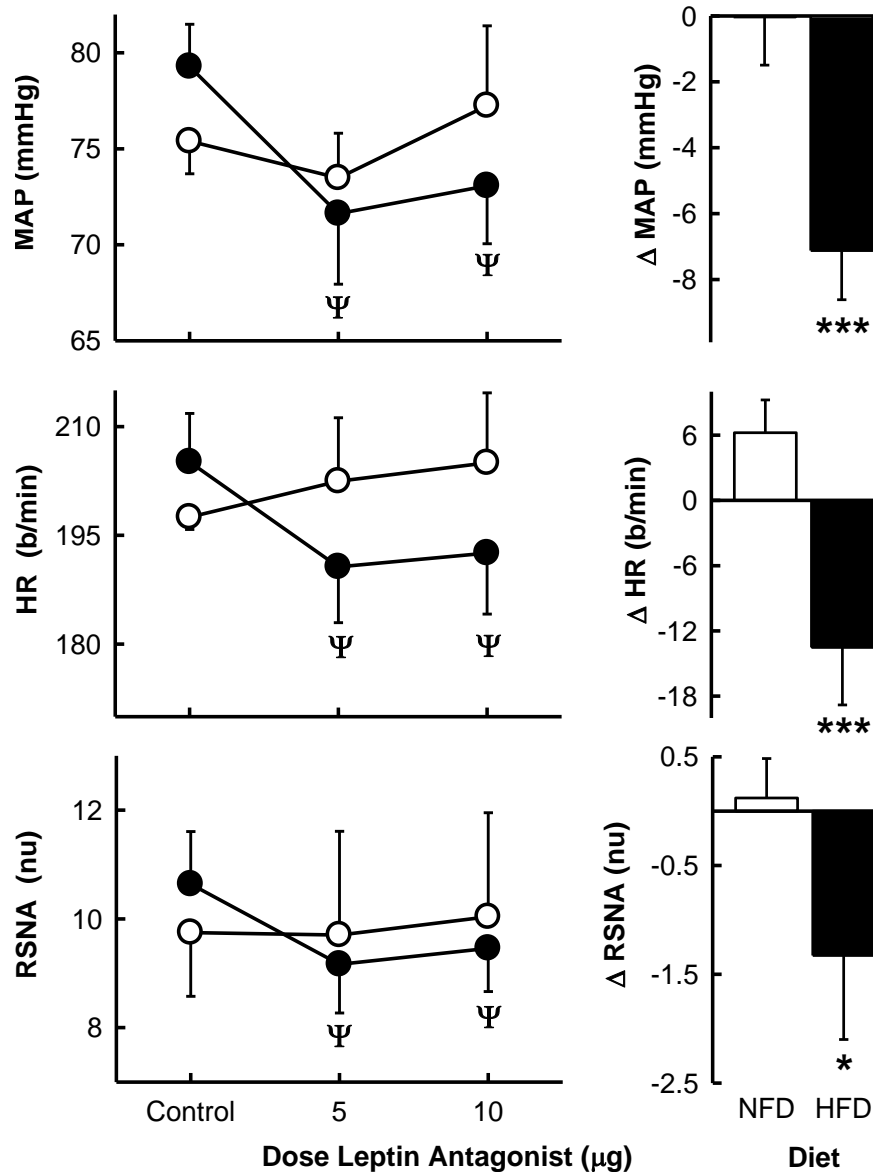 MAP (mmHg)
80
75
70
65
Ψ
Ψ
Δ MAP (mmHg)
0
-2
-4
-6
-8
***
HR (b/min)
210
195
180
Ψ
Ψ
Δ HR (b/min)
6
0
-6
-12
-18
***
RSNA (nu)
12
10
8
Ψ
Ψ
Control 5 10
Dose Leptin Antagonist (μg)
Δ RSNA (nu)
0.5
-0.5
-1.5
-2.5
*
NFD HFD
Diet